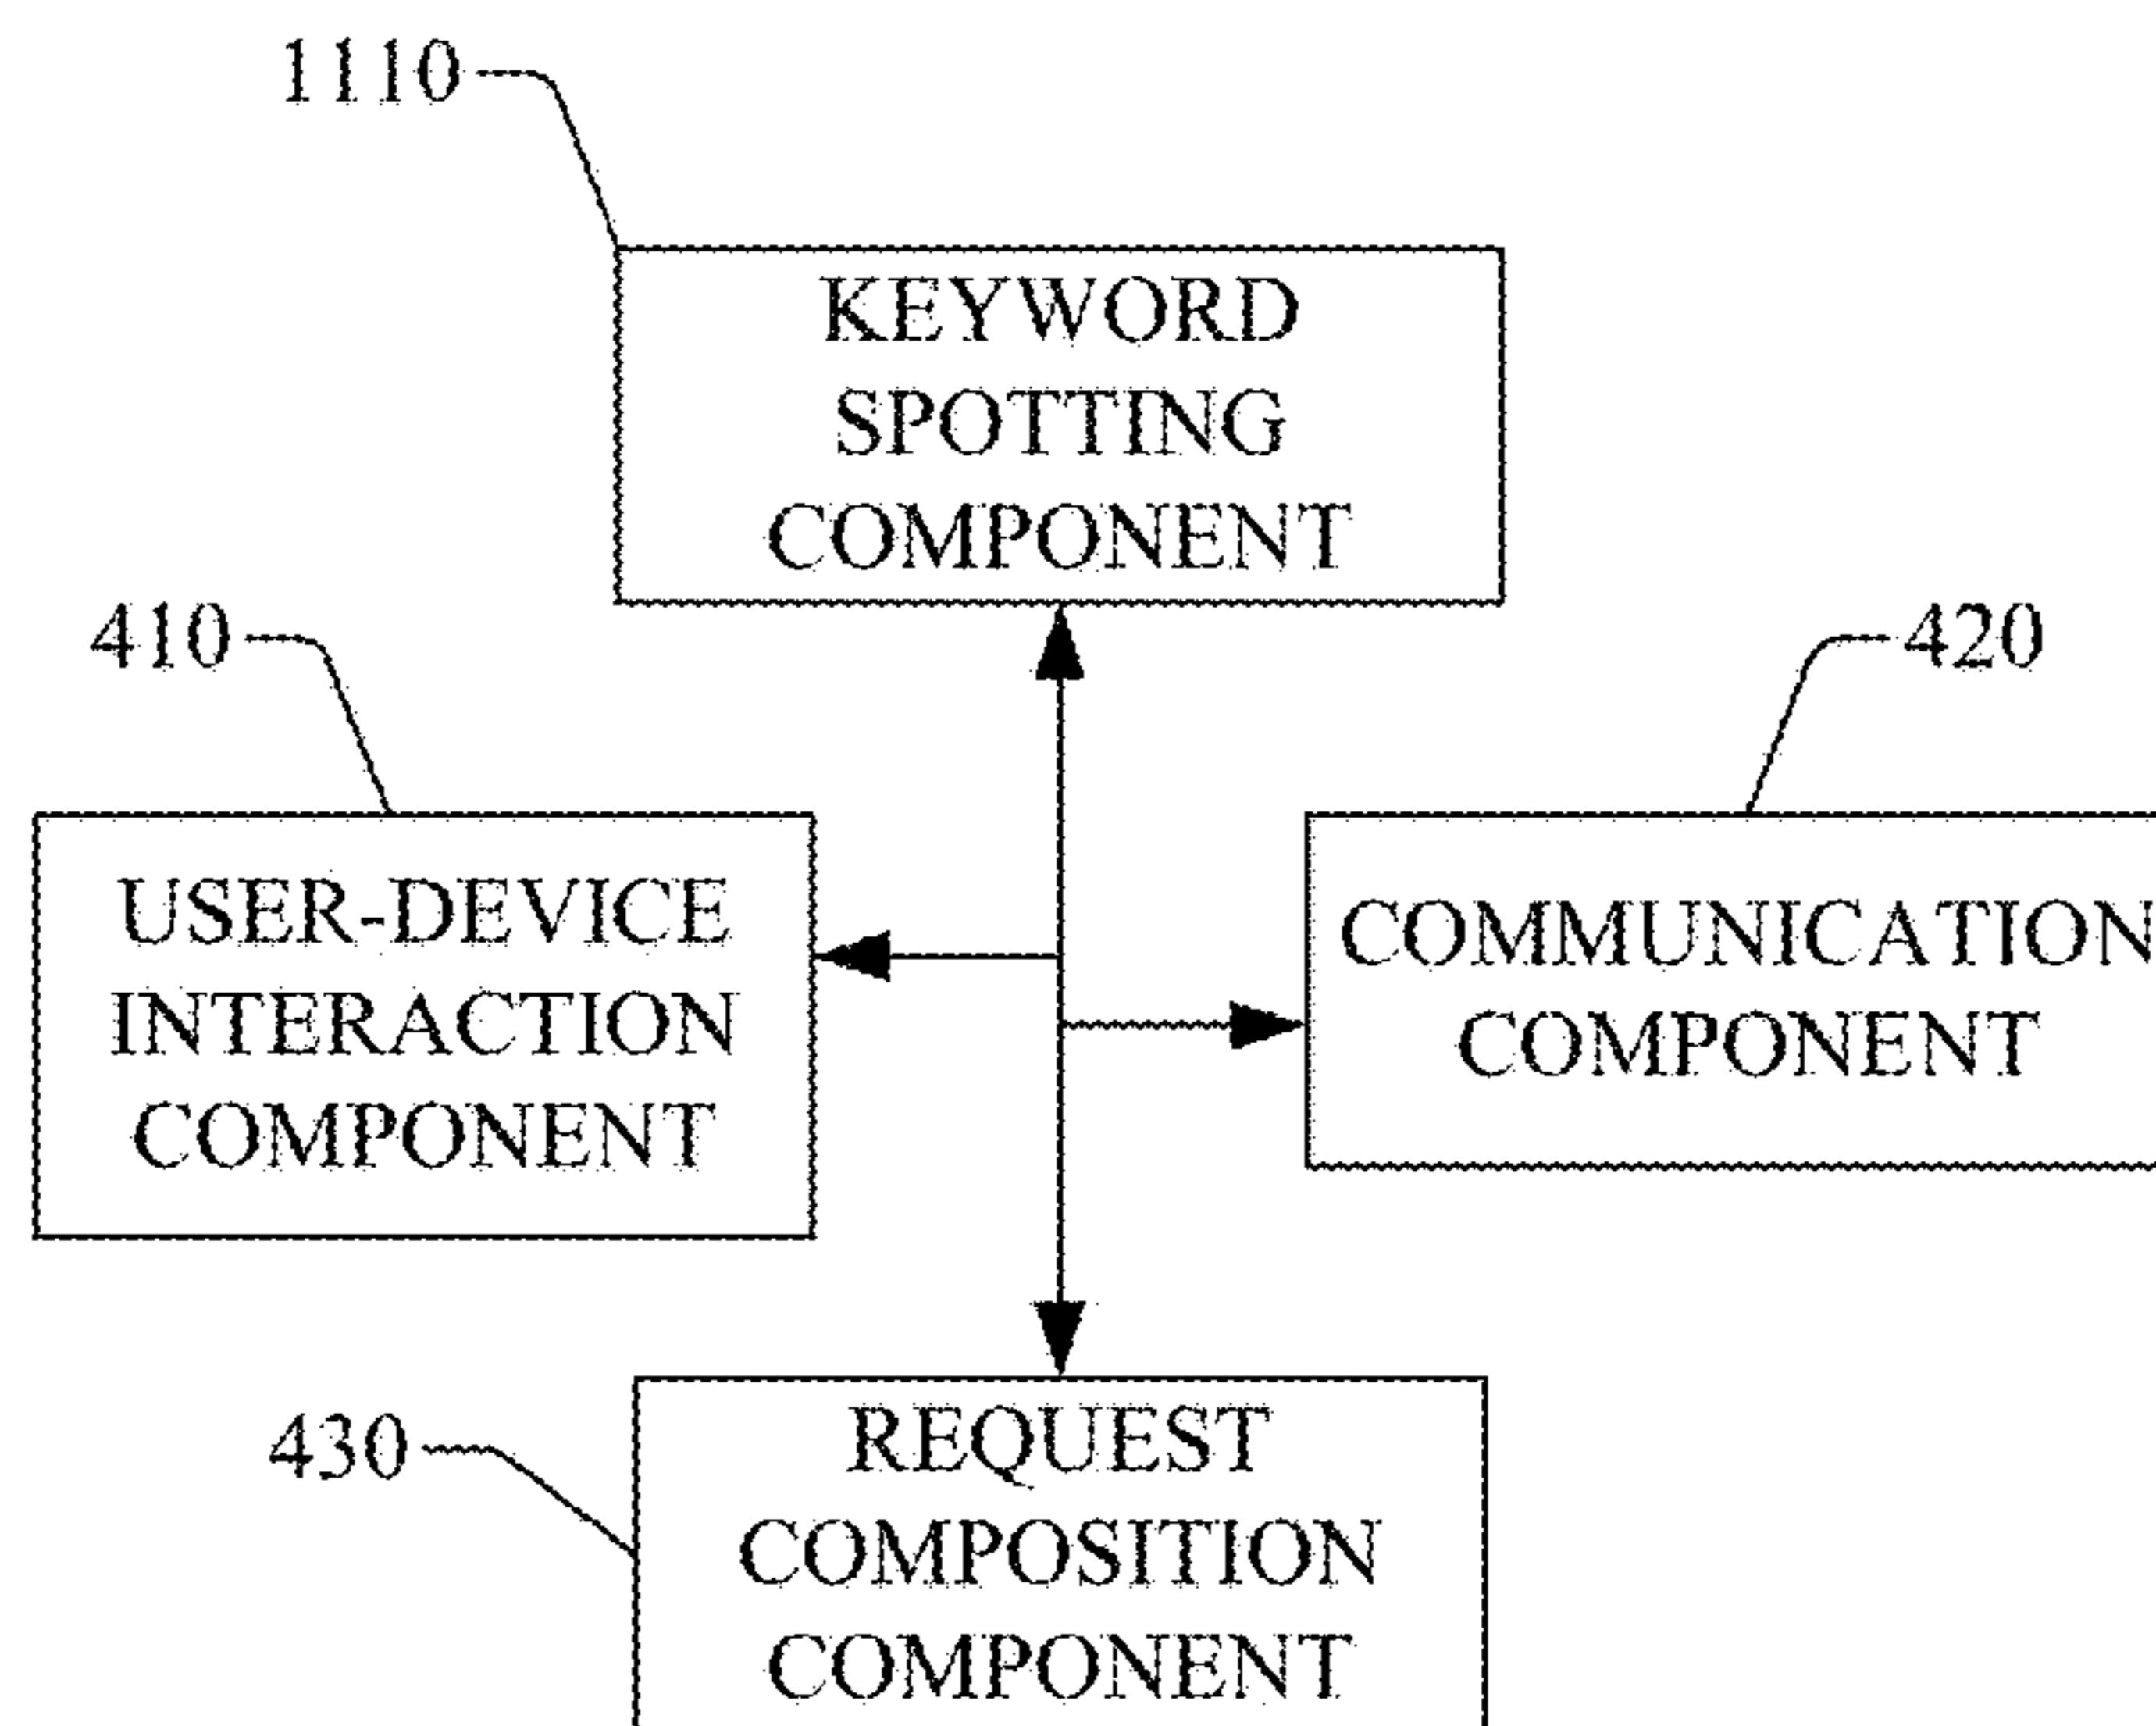 1110
KEYWORD
SPOTTING
COMPONENT
410
420
USER-DEVICE
INTERACTION
COMPONENT
COMMUNICATION
COMPONENT
430
REQUEST
COMPOSITION
COMPONENT